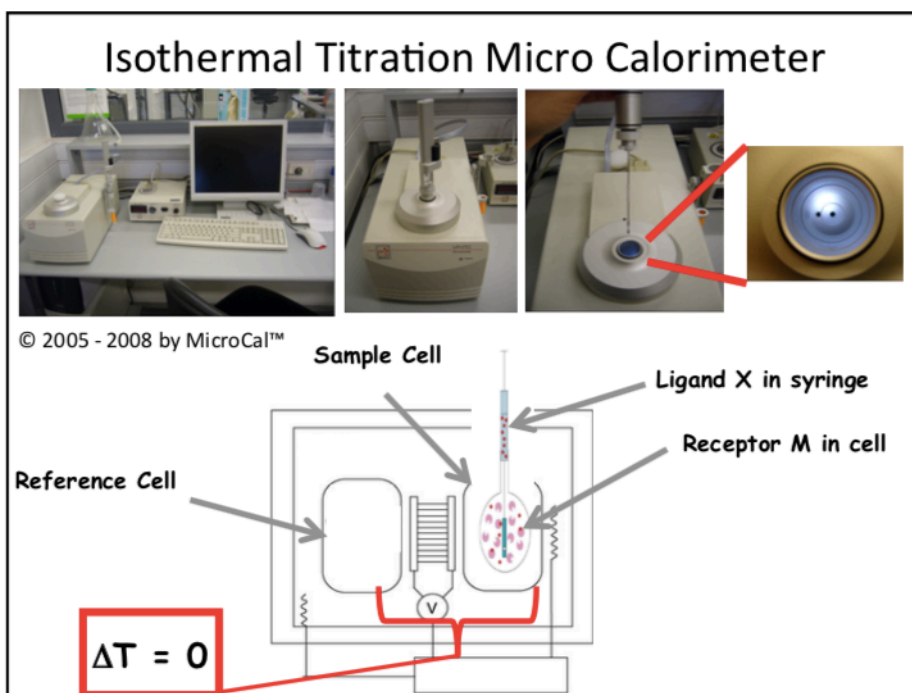 Isothermal Titration Micro Calorimeter
© 2005 - 2008 by MicroCal™
Sample Cell
Ligand X in syringe
Receptor M in cell
Reference Cell
V
ΔT = 0